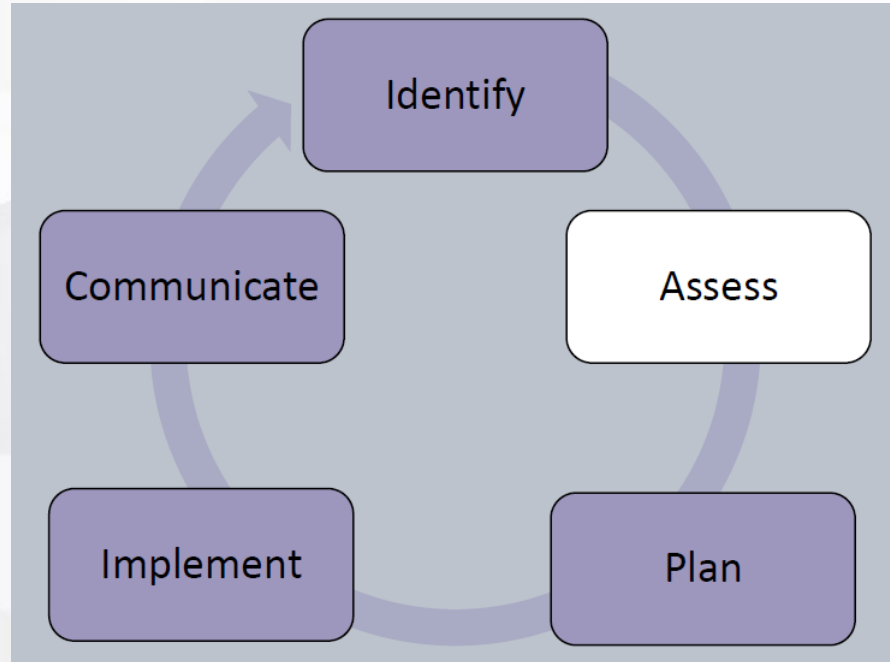 Identify
Assess
Plan
Implement
Communicate